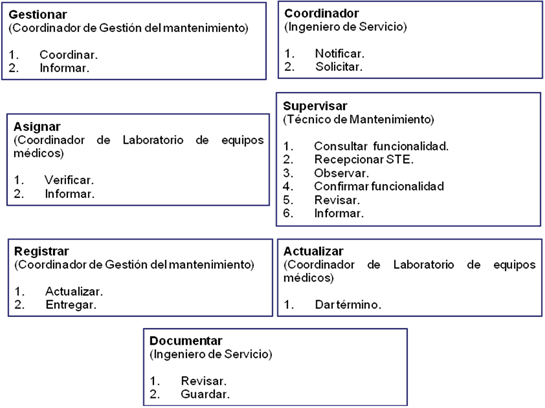 Gestionar
(Coordinador de Gestión del mantenimiento)
1. Coordinar.
2. Informar.
Coordinador
(Ingeniero de Servicio)
1. Notificar.
2. Solicitar.
Asignar
(Coordinador de Laboratorio de equipos
médicos)
1. Verificar.
2. Informar.
Supervisar
(Técnico de Mantenimiento)
1. Consultar funcionalidad.
2. Recepcionar STE.
3. Observar.
4. Confirmar funcionalidad
5. Revisar.
6. Informar.
Registrar
(Coordinador de Gestión del mantenimiento)
1. Actualizar.
2. Entregar.
Actualizar
(Coordinador de Laboratorio de equipos
médicos)
1. Dar término.
Documentar
(Ingeniero de Servicio)
1. Revisar.
2. Guardar.